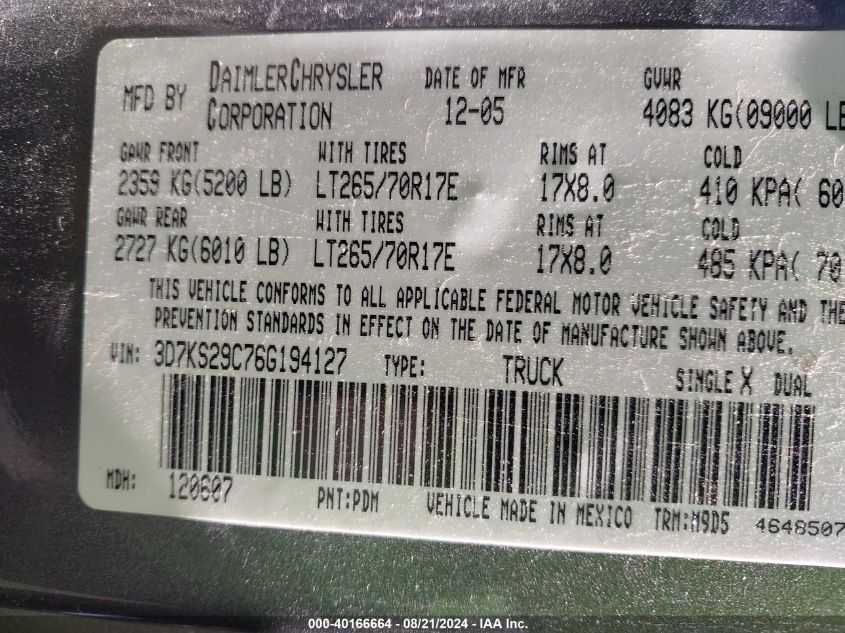 MFD BY DAIMLERCHRYSLER CORPORATION DATE OF MFR 12-05 GVWR 4083 KG(09000 LB
GAWR FRONT WITH TIRES RIMS AT COLD
2359 KG(5200 LB) LT265/70R17E 17X8.0 410 KPA( 60
GAWR REAR WITH TIRES RIMS AT COLD
2727 KG(6010 LB) LT265/70R17E 17X8.0 485 KPA( 70
THIS VEHICLE CONFORMS TO ALL APPLICABLE FEDERAL MOTOR VEHICLE SAFETY AND THE
PREVENTION STANDARDS IN EFFECT ON THE DATE OF MANUFACTURE SHOWN ABOVE.
VIN: 3D7KS29C76G194127 TYPE: TRUCK SINGLE X DUAL
MDH: 120607 PNT:PDM VEHICLE MADE IN MEXICO TRM:M9D5 4648507
000-40166664 - 08/21/2024 - IAA Inc.